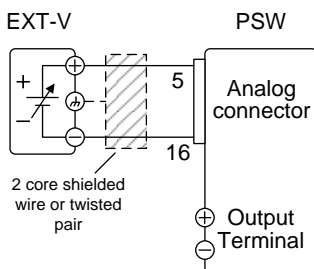 EXT-V
PSW
+
−
+
−
5
16
Analog
connector
2 core shielded
wire or twisted
pair
+
−
Output
Terminal